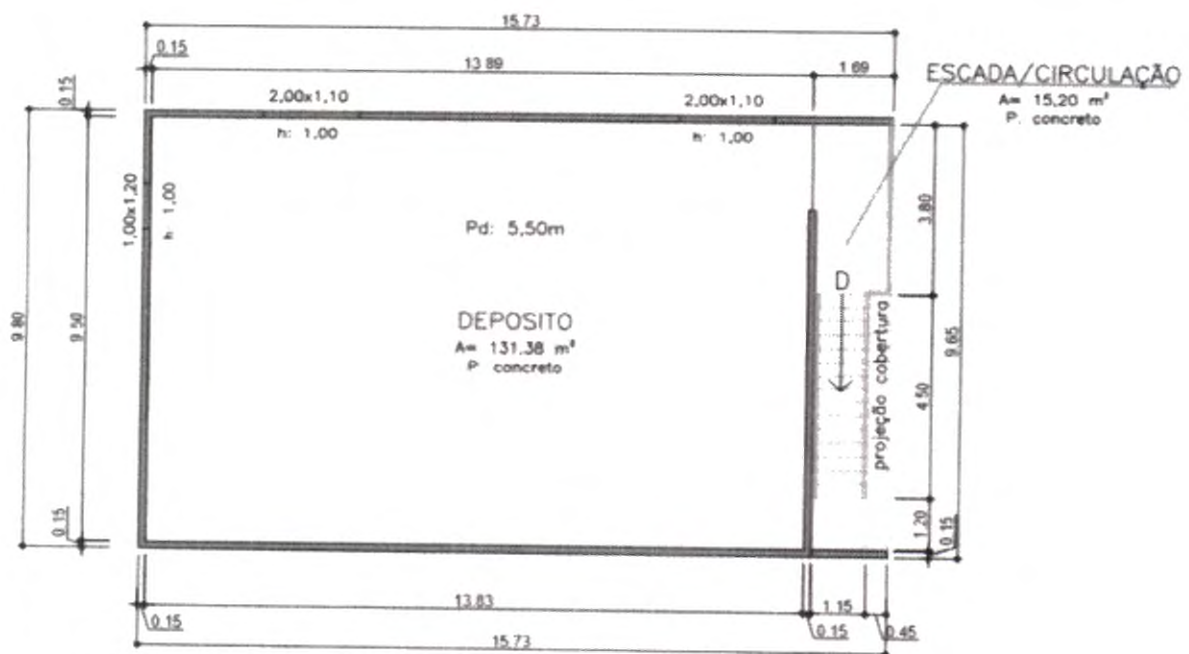 15.73
0.15
13.89
1.69
ESCADA/CIRCULAÇÃO
A= 15,20 m²
P. concreto
0.15
2,00x1,10
h: 1,00
2,00x1,10
h: 1,00
1,00x1,20
h: 1,00
Pd: 5,50m
3.80
D
9.80
9.50
DEPOSITO
A= 131,38 m²
P concreto
projeção cobertura
4.50
9.65
0.15
1.20
0.15
13.83
1.15
0.15
0.15
0.45
15.73